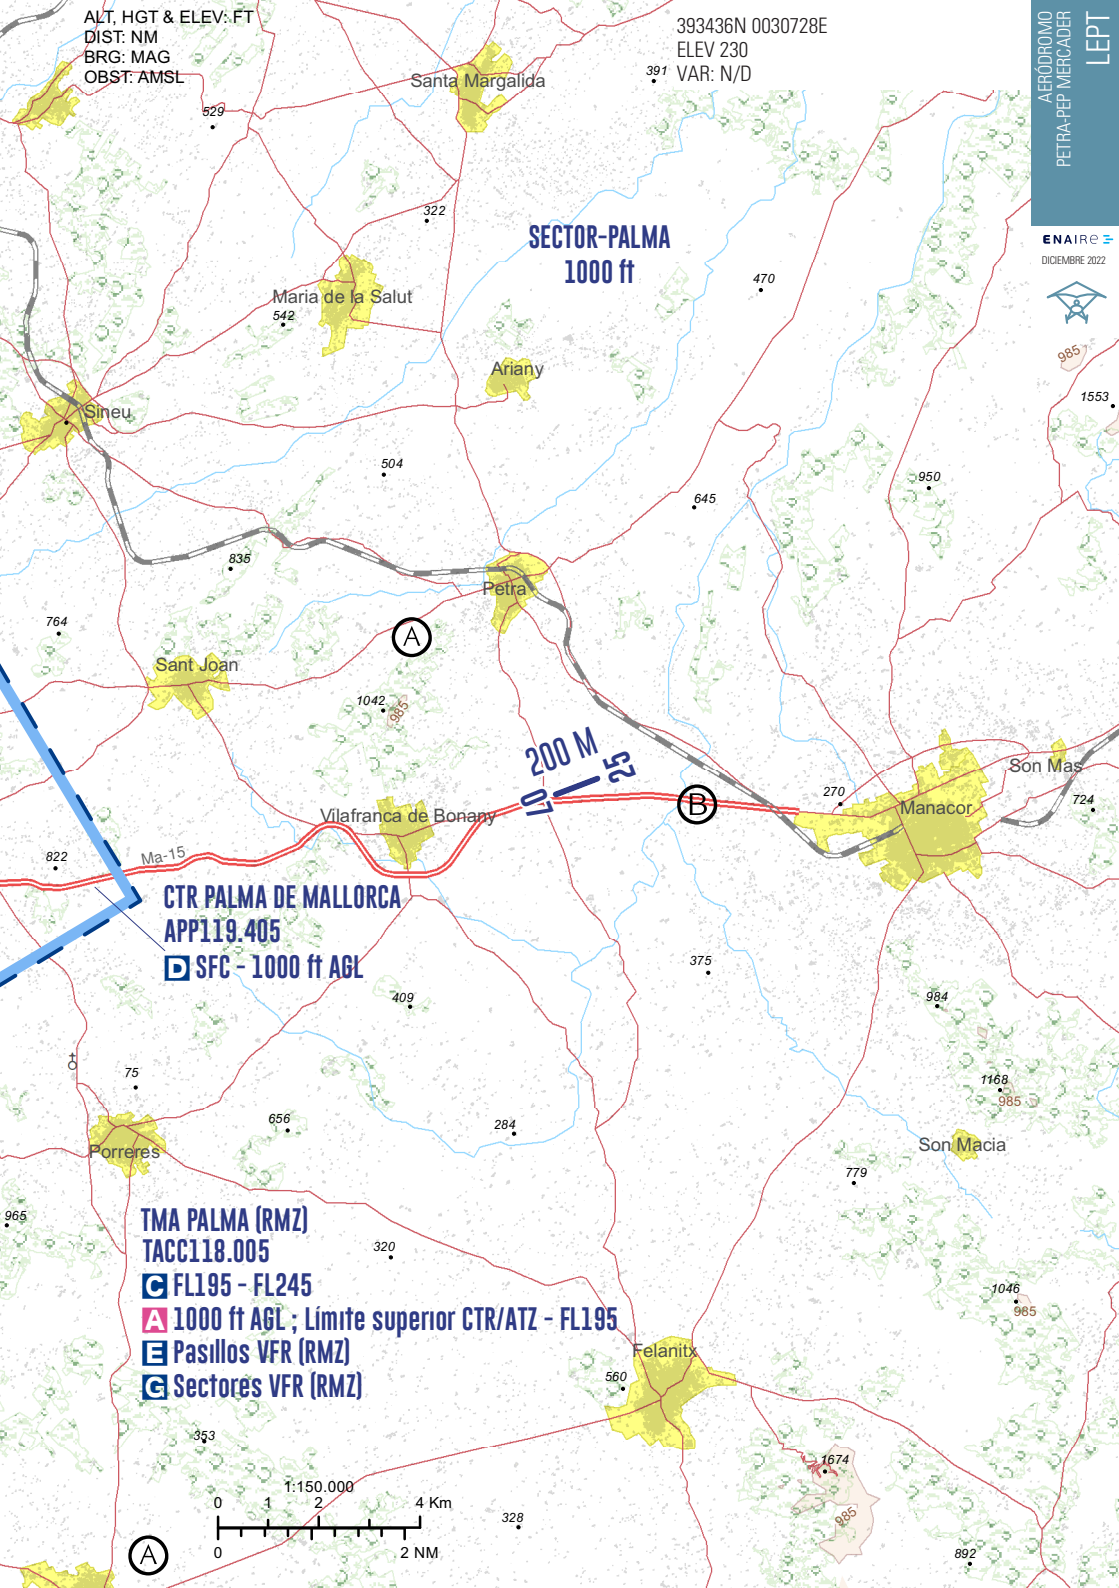 ALT, HGT & ELEV: FT
DIST: NM
BRG: MAG
OBST: AMSL
393436N 0030728E
ELEV 230
VAR: N/D
AERÓDROMO
PETRA-PEP MERCADER
LEPT
ENAIRe
DICIEMBRE 2022
391
Santa Margalida
529
322
SECTOR-PALMA
1000 ft
470
Maria de la Salut
542
985
Ariany
1553
Sineu
504
950
645
835
Petra
764
A
Sant Joan
1042
985
200 M
25
07
Son Mas
B
270
Manacor
724
Vilafranca de Bonany
822
Ma-15
CTR PALMA DE MALLORCA
APP119.405
D SFC - 1000 ft AGL
375
409
984
75
1168
985
656
284
Porreres
Son Macia
779
965
TMA PALMA (RMZ)
TACC118.005
C FL195 - FL245
A 1000 ft AGL ; Límite superior CTR/ATZ - FL195
E Pasillos VFR (RMZ)
G Sectores VFR (RMZ)
320
1046
985
Felanitx
560
353
1674
985
1:150.000
0 1 2 4 Km
0 2 NM
328
A
892